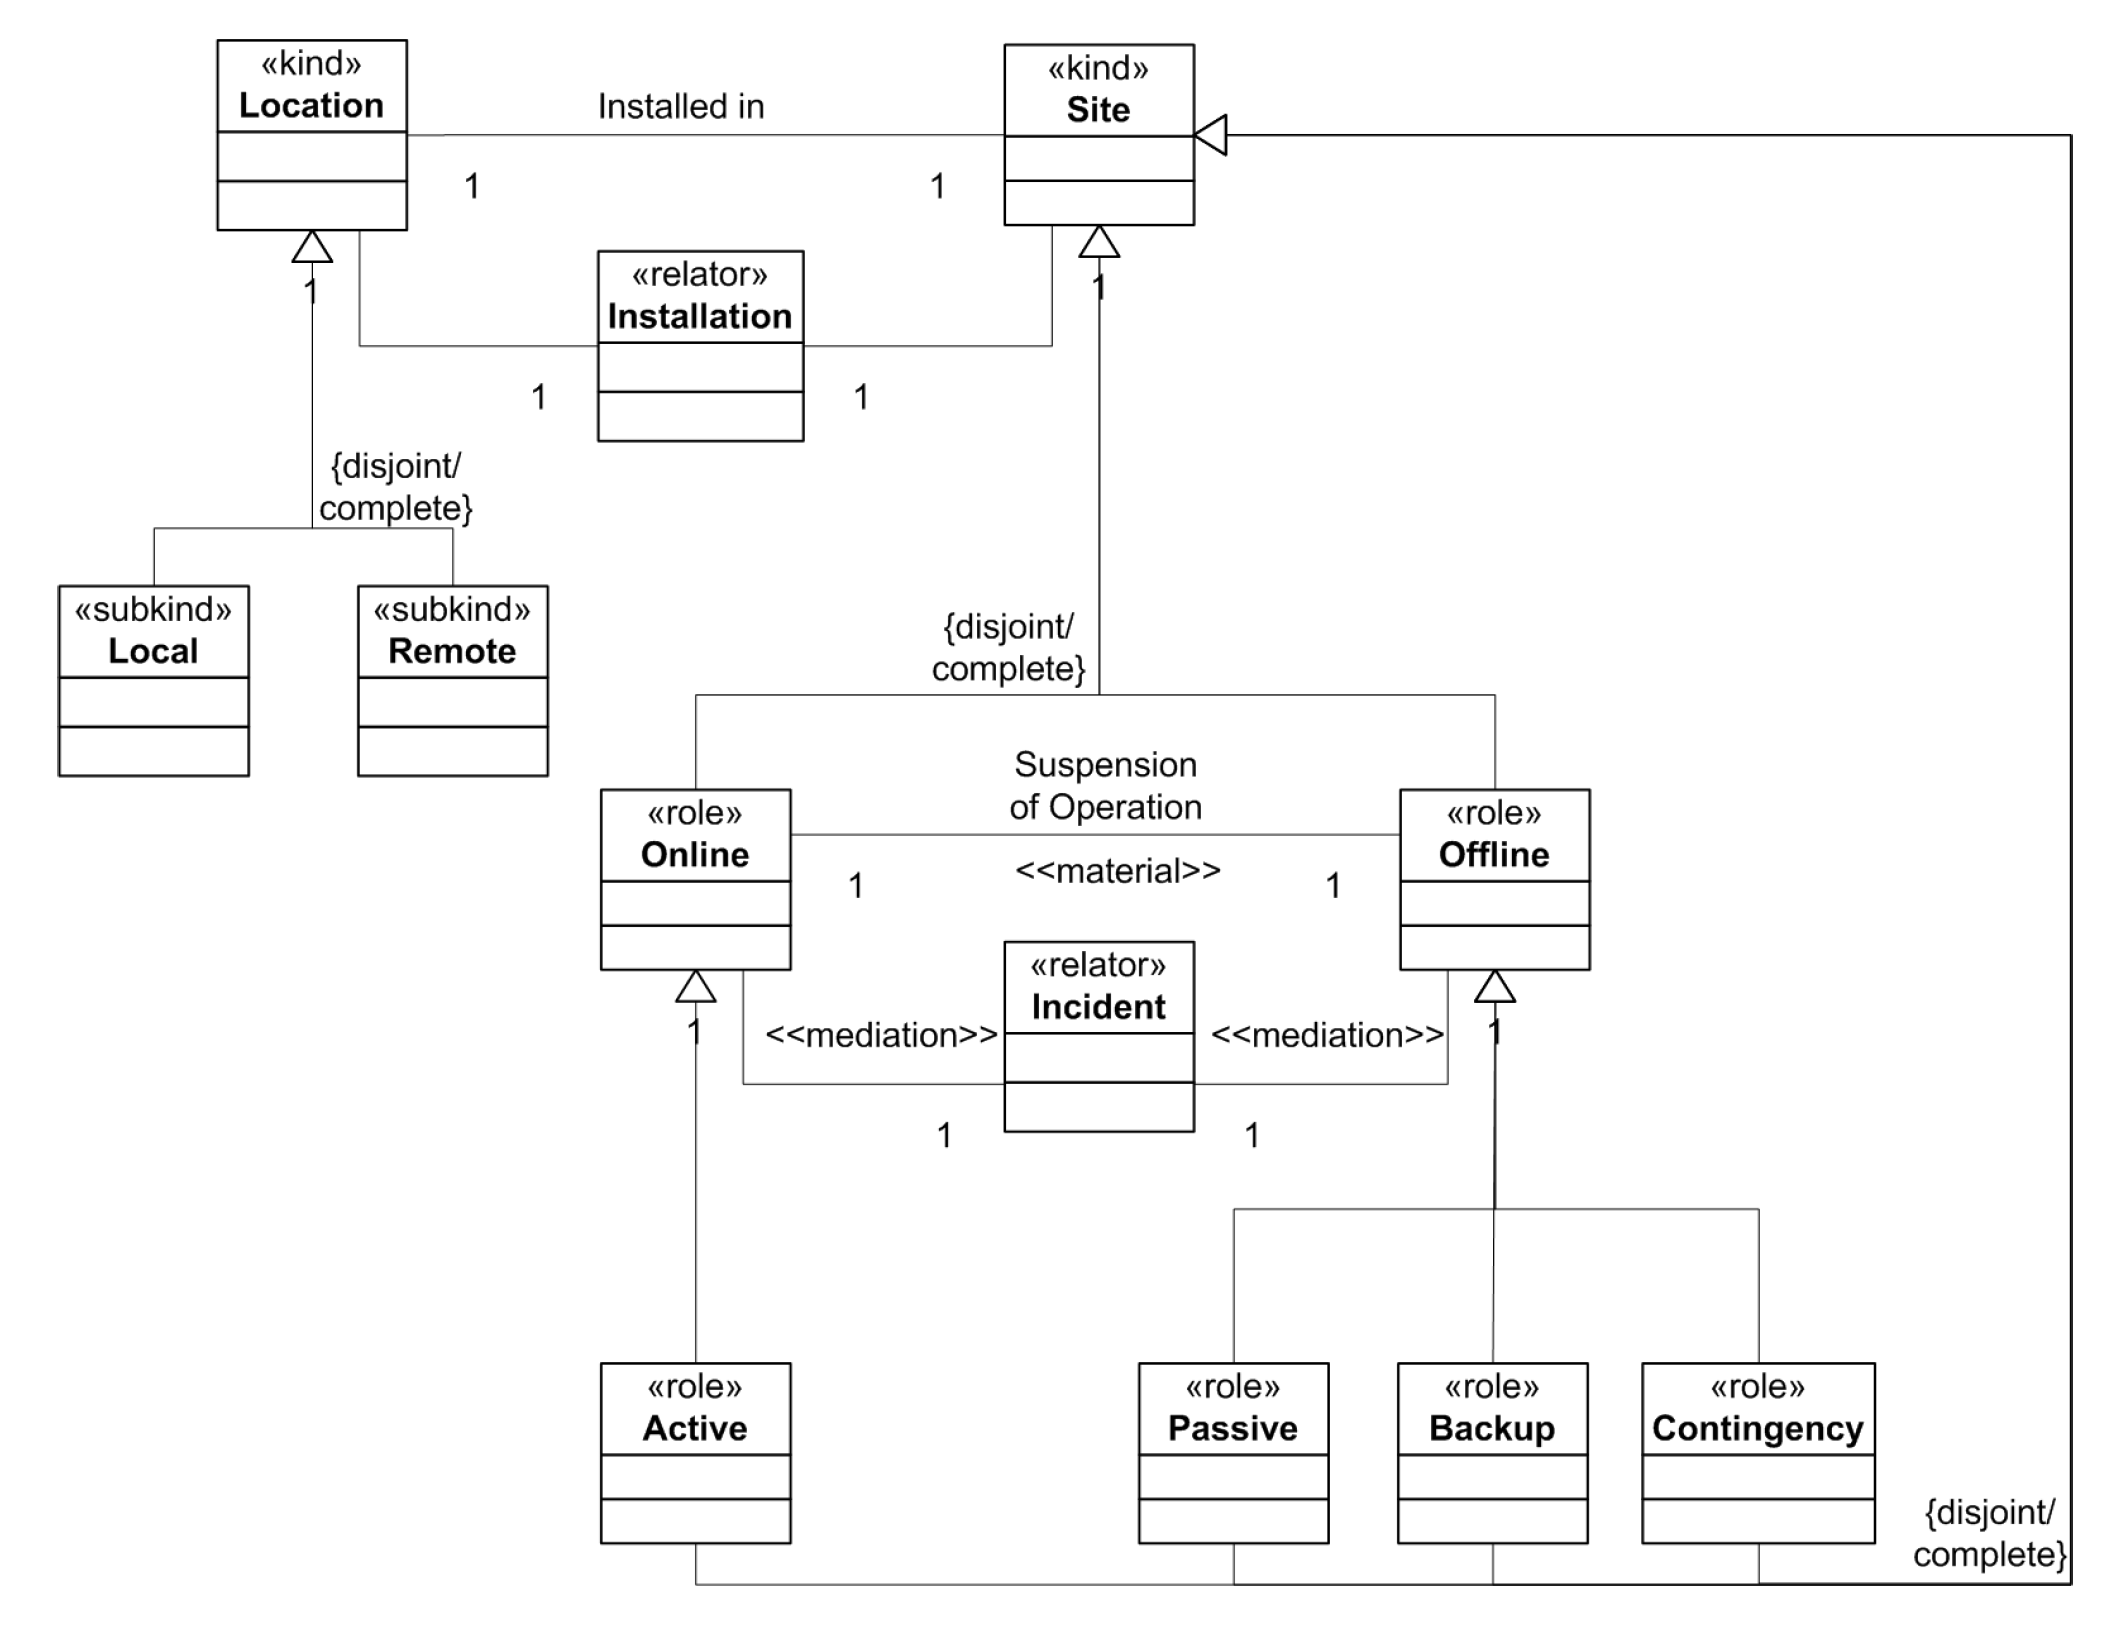 «kind»
Location
Installed in
«kind»
Site
1
1
1
«relator»
Installation
1
1
1
{disjoint/
complete}
«subkind»
Local
«subkind»
Remote
{disjoint/
complete}
Suspension
of Operation
«role»
Online
«role»
Offline
1
<<material>>
1
«relator»
Incident
1
<<mediation>>
<<mediation>>
1
1
1
«role»
Active
«role»
Passive
«role»
Backup
«role»
Contingency
{disjoint/
complete}